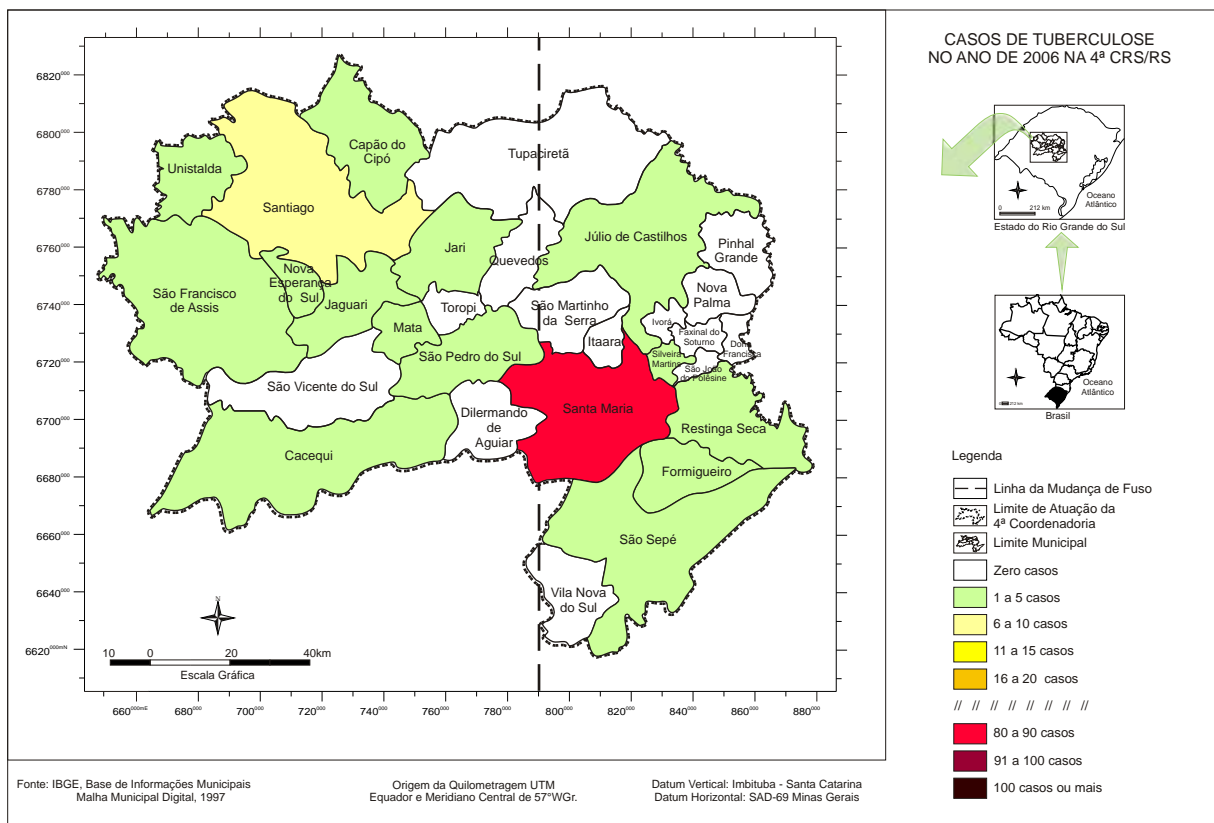 CASOS DE TUBERCULOSE
NO ANO DE 2006 NA 4ª CRS/RS
6820000
6800000
6780000
6760000
6740000
6720000
6700000
6680000
6660000
6640000
6620000mN
Capão do
Cipó
Tupaciretã
Unistalda
Santiago
Júlio de Castilhos
Pinhal
Grande
Jari
Quevedos
Nova
Esperança
do Sul
São Francisco
de Assis
Jaguari
Toropi
São Martinho
da Serra
Nova
Palma
Mata
Ivorá
Faxinal do
Soturno
Itaara
Dona
Francisca
São Pedro do Sul
Silveira
Martins
São João
do Polêsine
São Vicente do Sul
Santa Maria
Dilermando
de
Aguiar
Restinga Seca
Cacequi
Formigueiro
São Sepé
Vila Nova
do Sul
N
10 0 20 40km
Escala Gráfica
660000mE 680000 700000 720000 740000 760000 780000 800000 820000 840000 860000 880000
Oceano
Atlântico
0 212 km
Estado do Rio Grande do Sul
Oceano
Atlântico
Brasil
Legenda
Linha da Mudança de Fuso
Limite de Atuação da
4ª Coordenadoria
Limite Municipal
Zero casos
1 a 5 casos
6 a 10 casos
11 a 15 casos
16 a 20 casos
// // // // // // // //
80 a 90 casos
91 a 100 casos
100 casos ou mais
Fonte: IBGE, Base de Informações Municipais
Malha Municipal Digital, 1997
Origem da Quilometragem UTM
Equador e Meridiano Central de 57°WGr.
Datum Vertical: Imbituba - Santa Catarina
Datum Horizontal: SAD-69 Minas Gerais